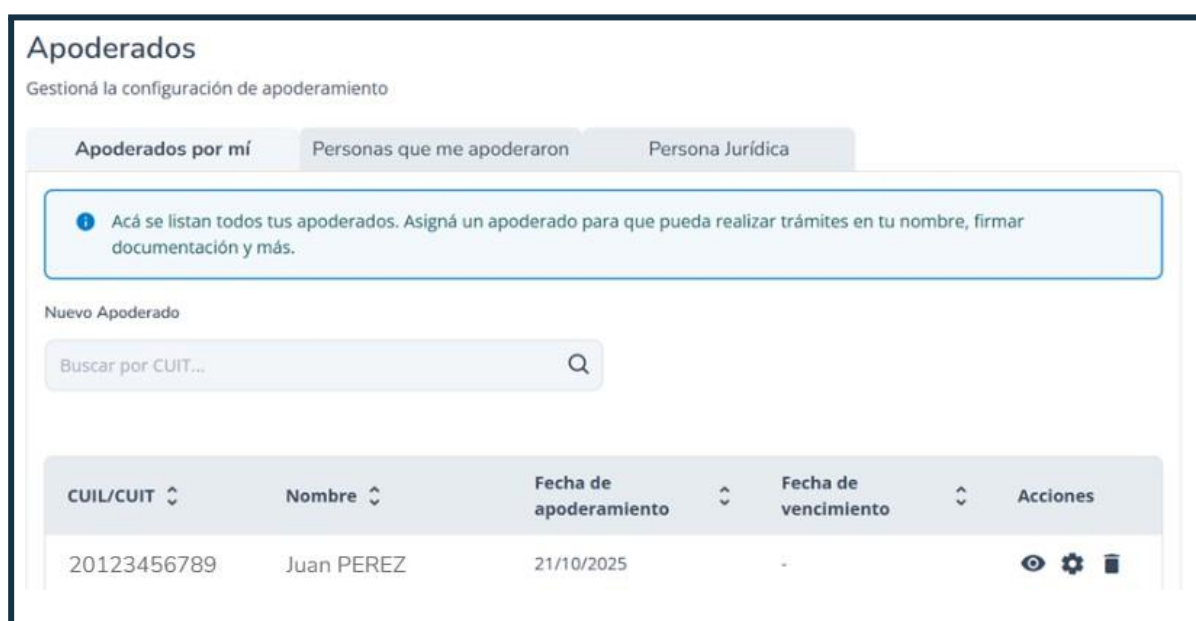 Apoderados
Gestioná la configuración de apoderamiento
Apoderados por mí Personas que me apoderaron Persona Jurídica
Acá se listan todos tus apoderados. Asigná un apoderado para que pueda realizar trámites en tu nombre, firmar
documentación y más.
Nuevo Apoderado
Buscar por CUIT...
CUIL/CUIT Nombre Fecha de apoderamiento Fecha de vencimiento Acciones
20123456789 Juan PEREZ 21/10/2025 -